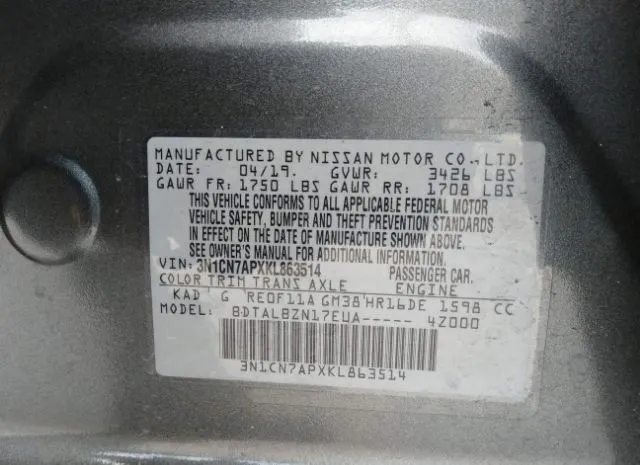 MANUFACTURED BY NISSAN MOTOR CO., LTD.
DATE: 04/19. GVWR: 3426 LBS
GAWR FR: 1750 LBS GAWR RR: 1708 LBS
THIS VEHICLE CONFORMS TO ALL APPLICABLE FEDERAL MOTOR
VEHICLE SAFETY, BUMPER AND THEFT PREVENTION STANDARDS
IN EFFECT ON THE DATE OF MANUFACTURE SHOWN ABOVE.
SEE OWNER'S MANUAL FOR ADDITIONAL INFORMATION.
VIN: 3N1CN7APXKL863514 PASSENGER CAR.
COLOR TRIM TRANS AXLE ENGINE
KAD G RE0F11A GM38 HR16DE 1598 CC
MODEL: BDTALBZN17EUA----- 4Z000
3N1CN7APXKL863514